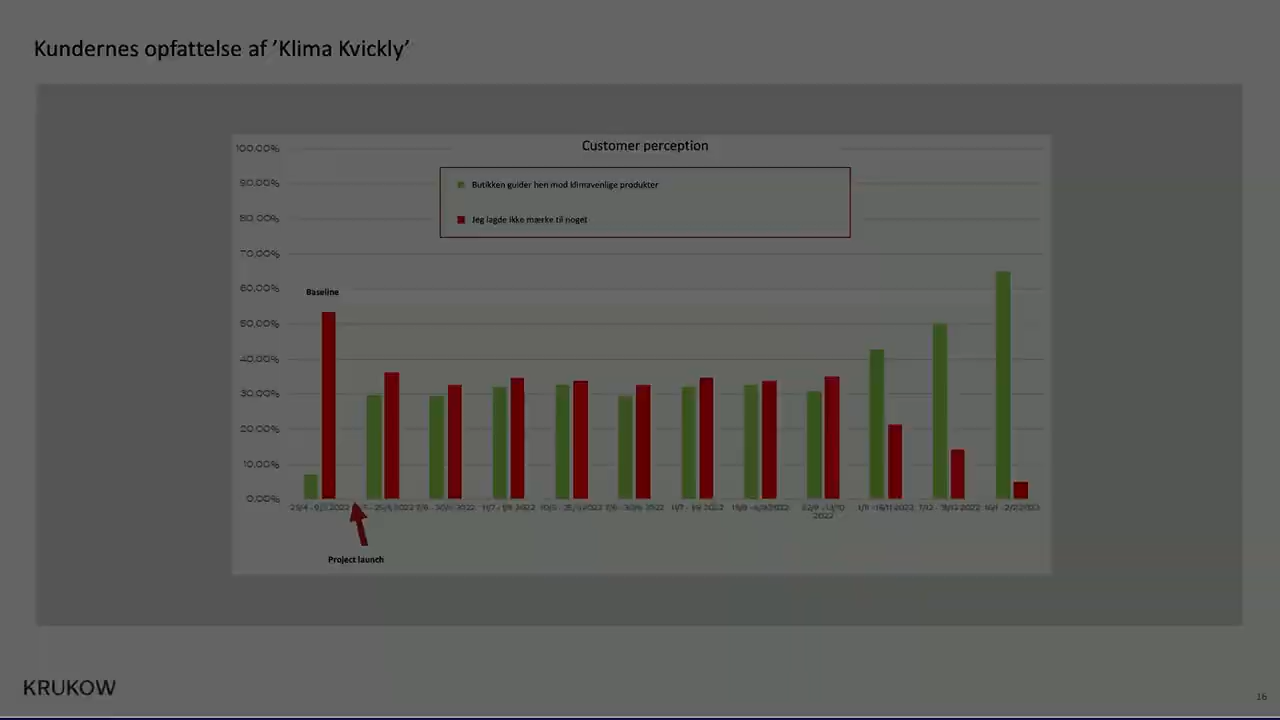 Kundernes opfattelse af ’Klima Kvickly’
Customer perception
100,00%
90,00%
80,00%
70,00%
60,00%
50,00%
40,00%
30,00%
20,00%
10,00%
0,00%
Butikken guider hen mod klimavenlige produkter
Jeg lagde ikke mærke til noget
Baseline
Project launch
KRUKOW
16